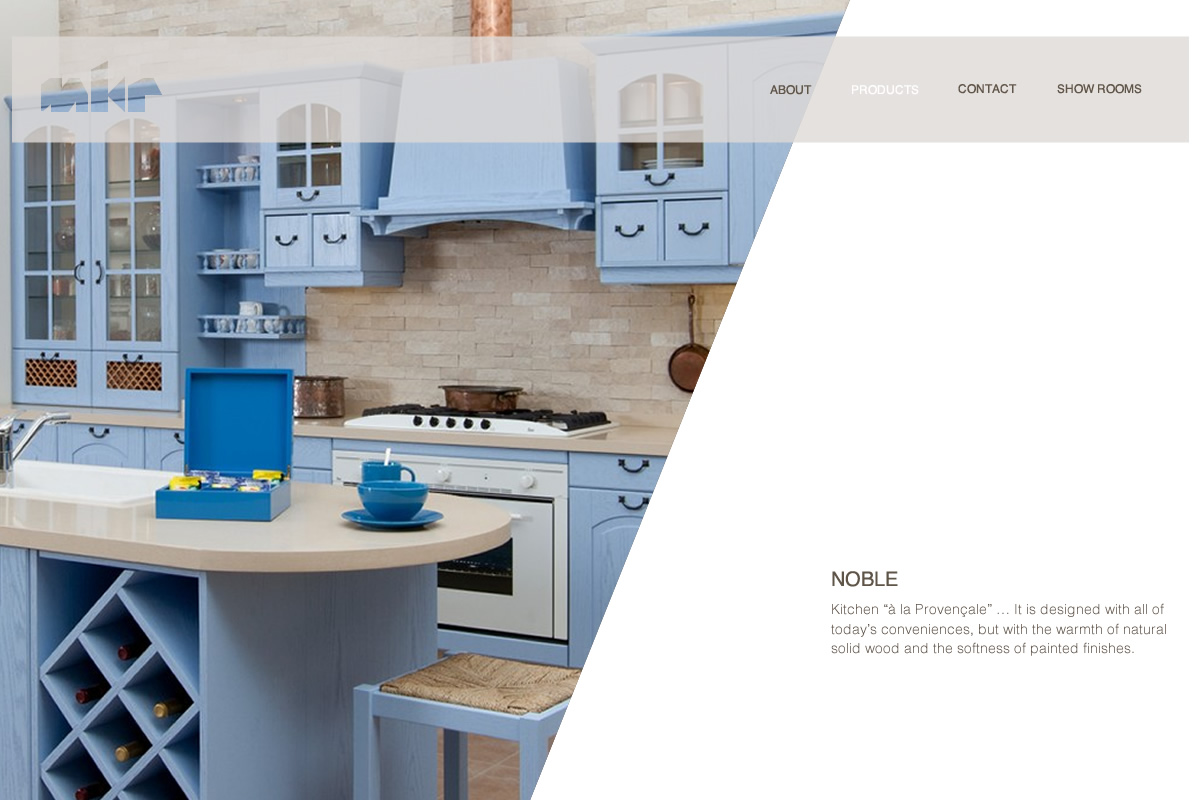 mkr
ABOUT
PRODUCTS
CONTACT
SHOW ROOMS
NOBLE
Kitchen “à la Provençale” … It is designed with all of
today’s conveniences, but with the warmth of natural
solid wood and the softness of painted finishes.